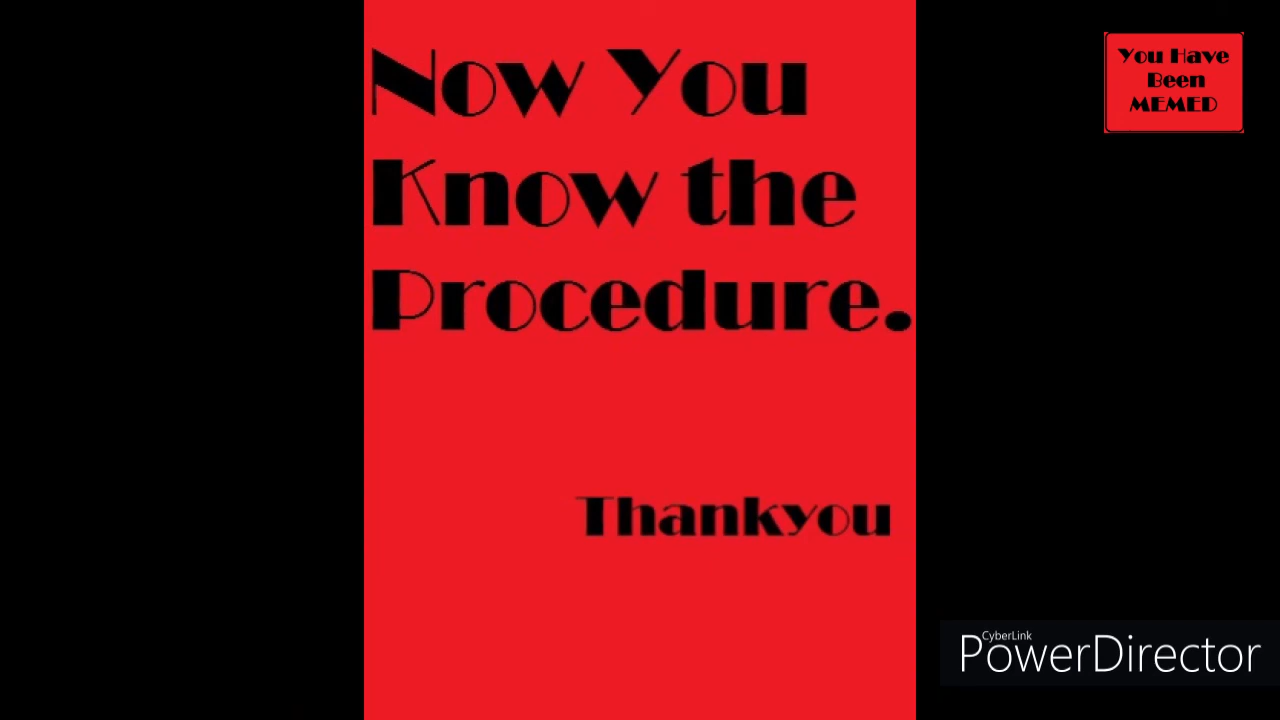 Now You
Know the
Procedure.
Thankyou
You Have
Been
MEMED
CyberLink
PowerDirector